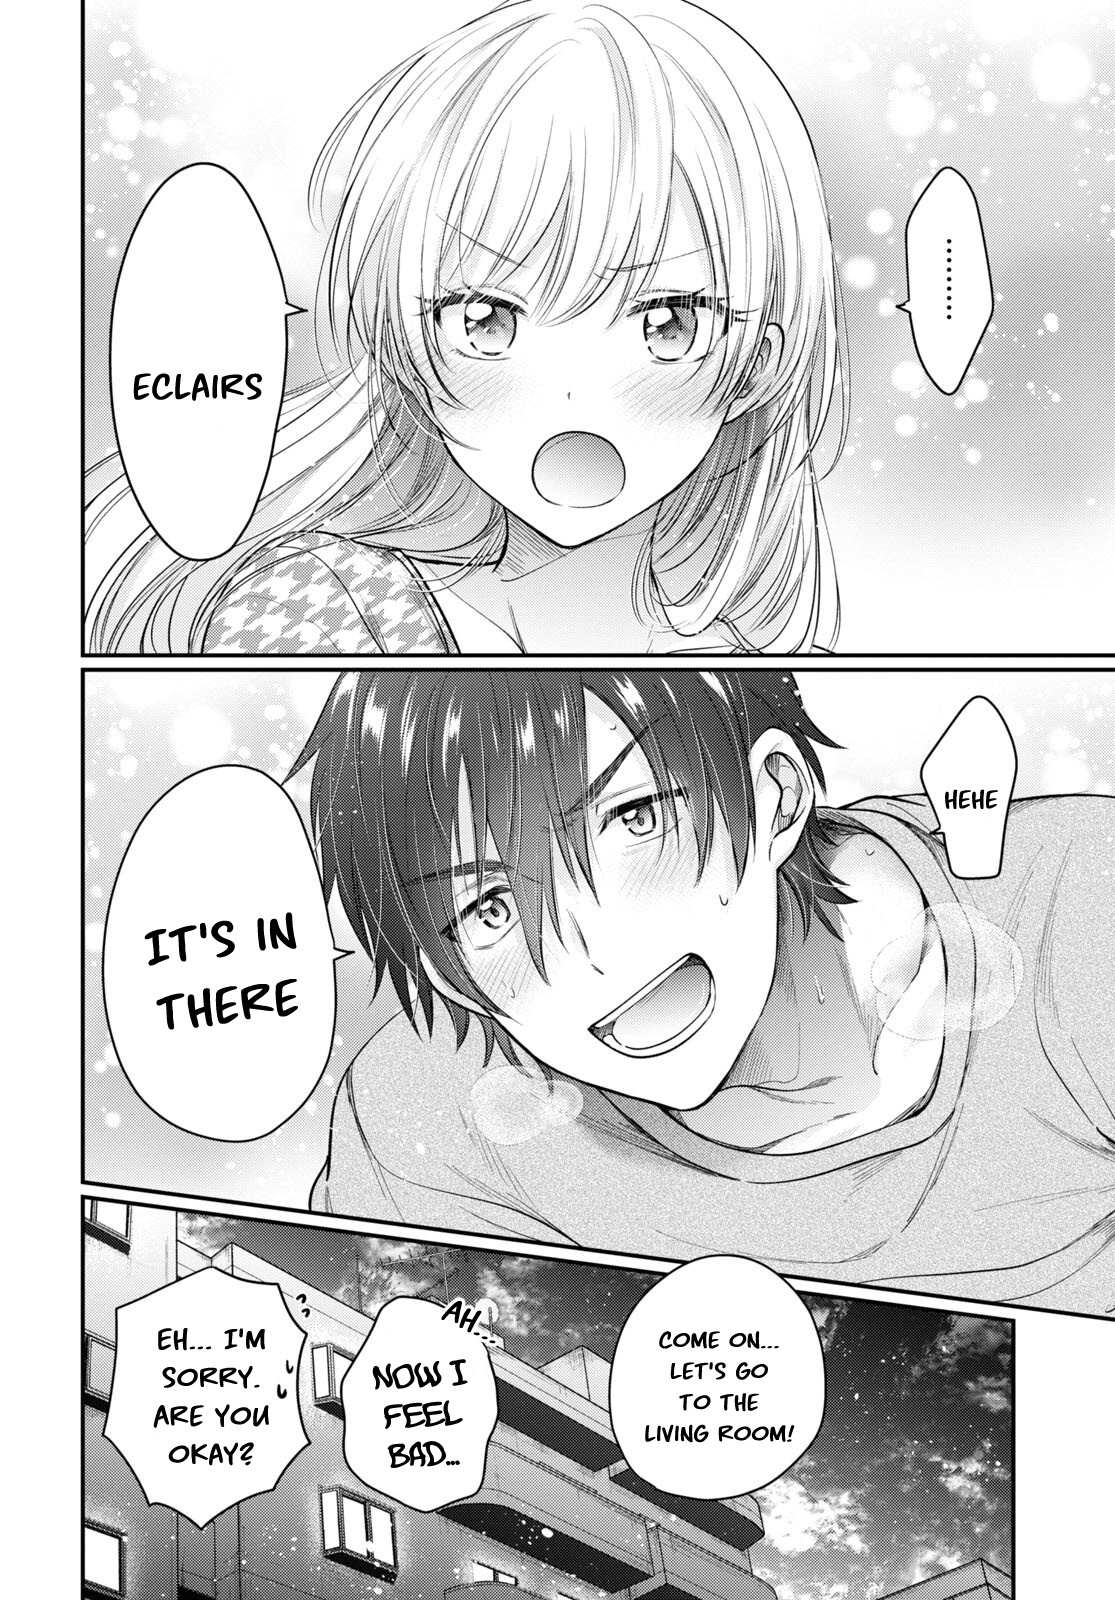 .........
ECLAIRS
HEHE
IT'S IN
THERE
COME ON...
LET'S GO
TO THE
LIVING ROOM!
AH...
NOW I
FEEL
BAD...
EH... I'M
SORRY.
ARE YOU
OKAY?